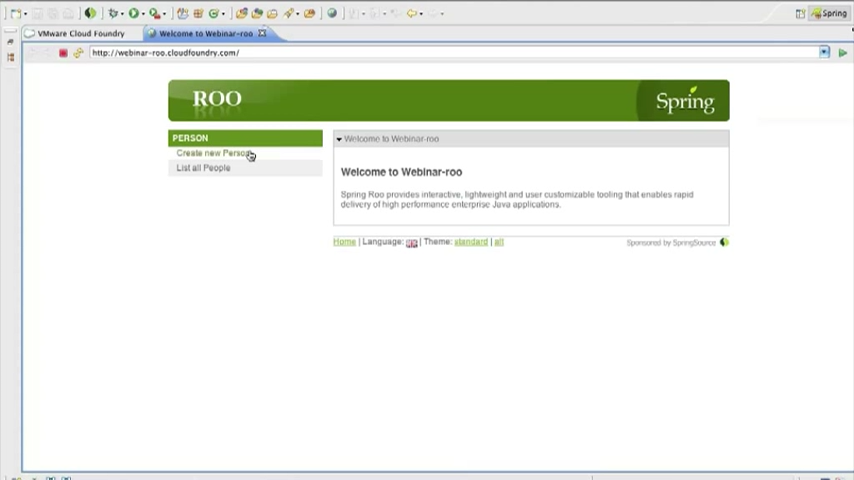 Spring
VMware Cloud Foundry
Welcome to Webinar-roo
http://webinar-roo.cloudfoundry.com/
ROO
Spring
PERSON
Create new Person
List all People
Welcome to Webinar-roo
Welcome to Webinar-roo
Spring Roo provides interactive, lightweight and user customizable tooling that enables rapid
delivery of high performance enterprise Java applications.
Home | Language: | Theme: standard | alt
Sponsored by SpringSource